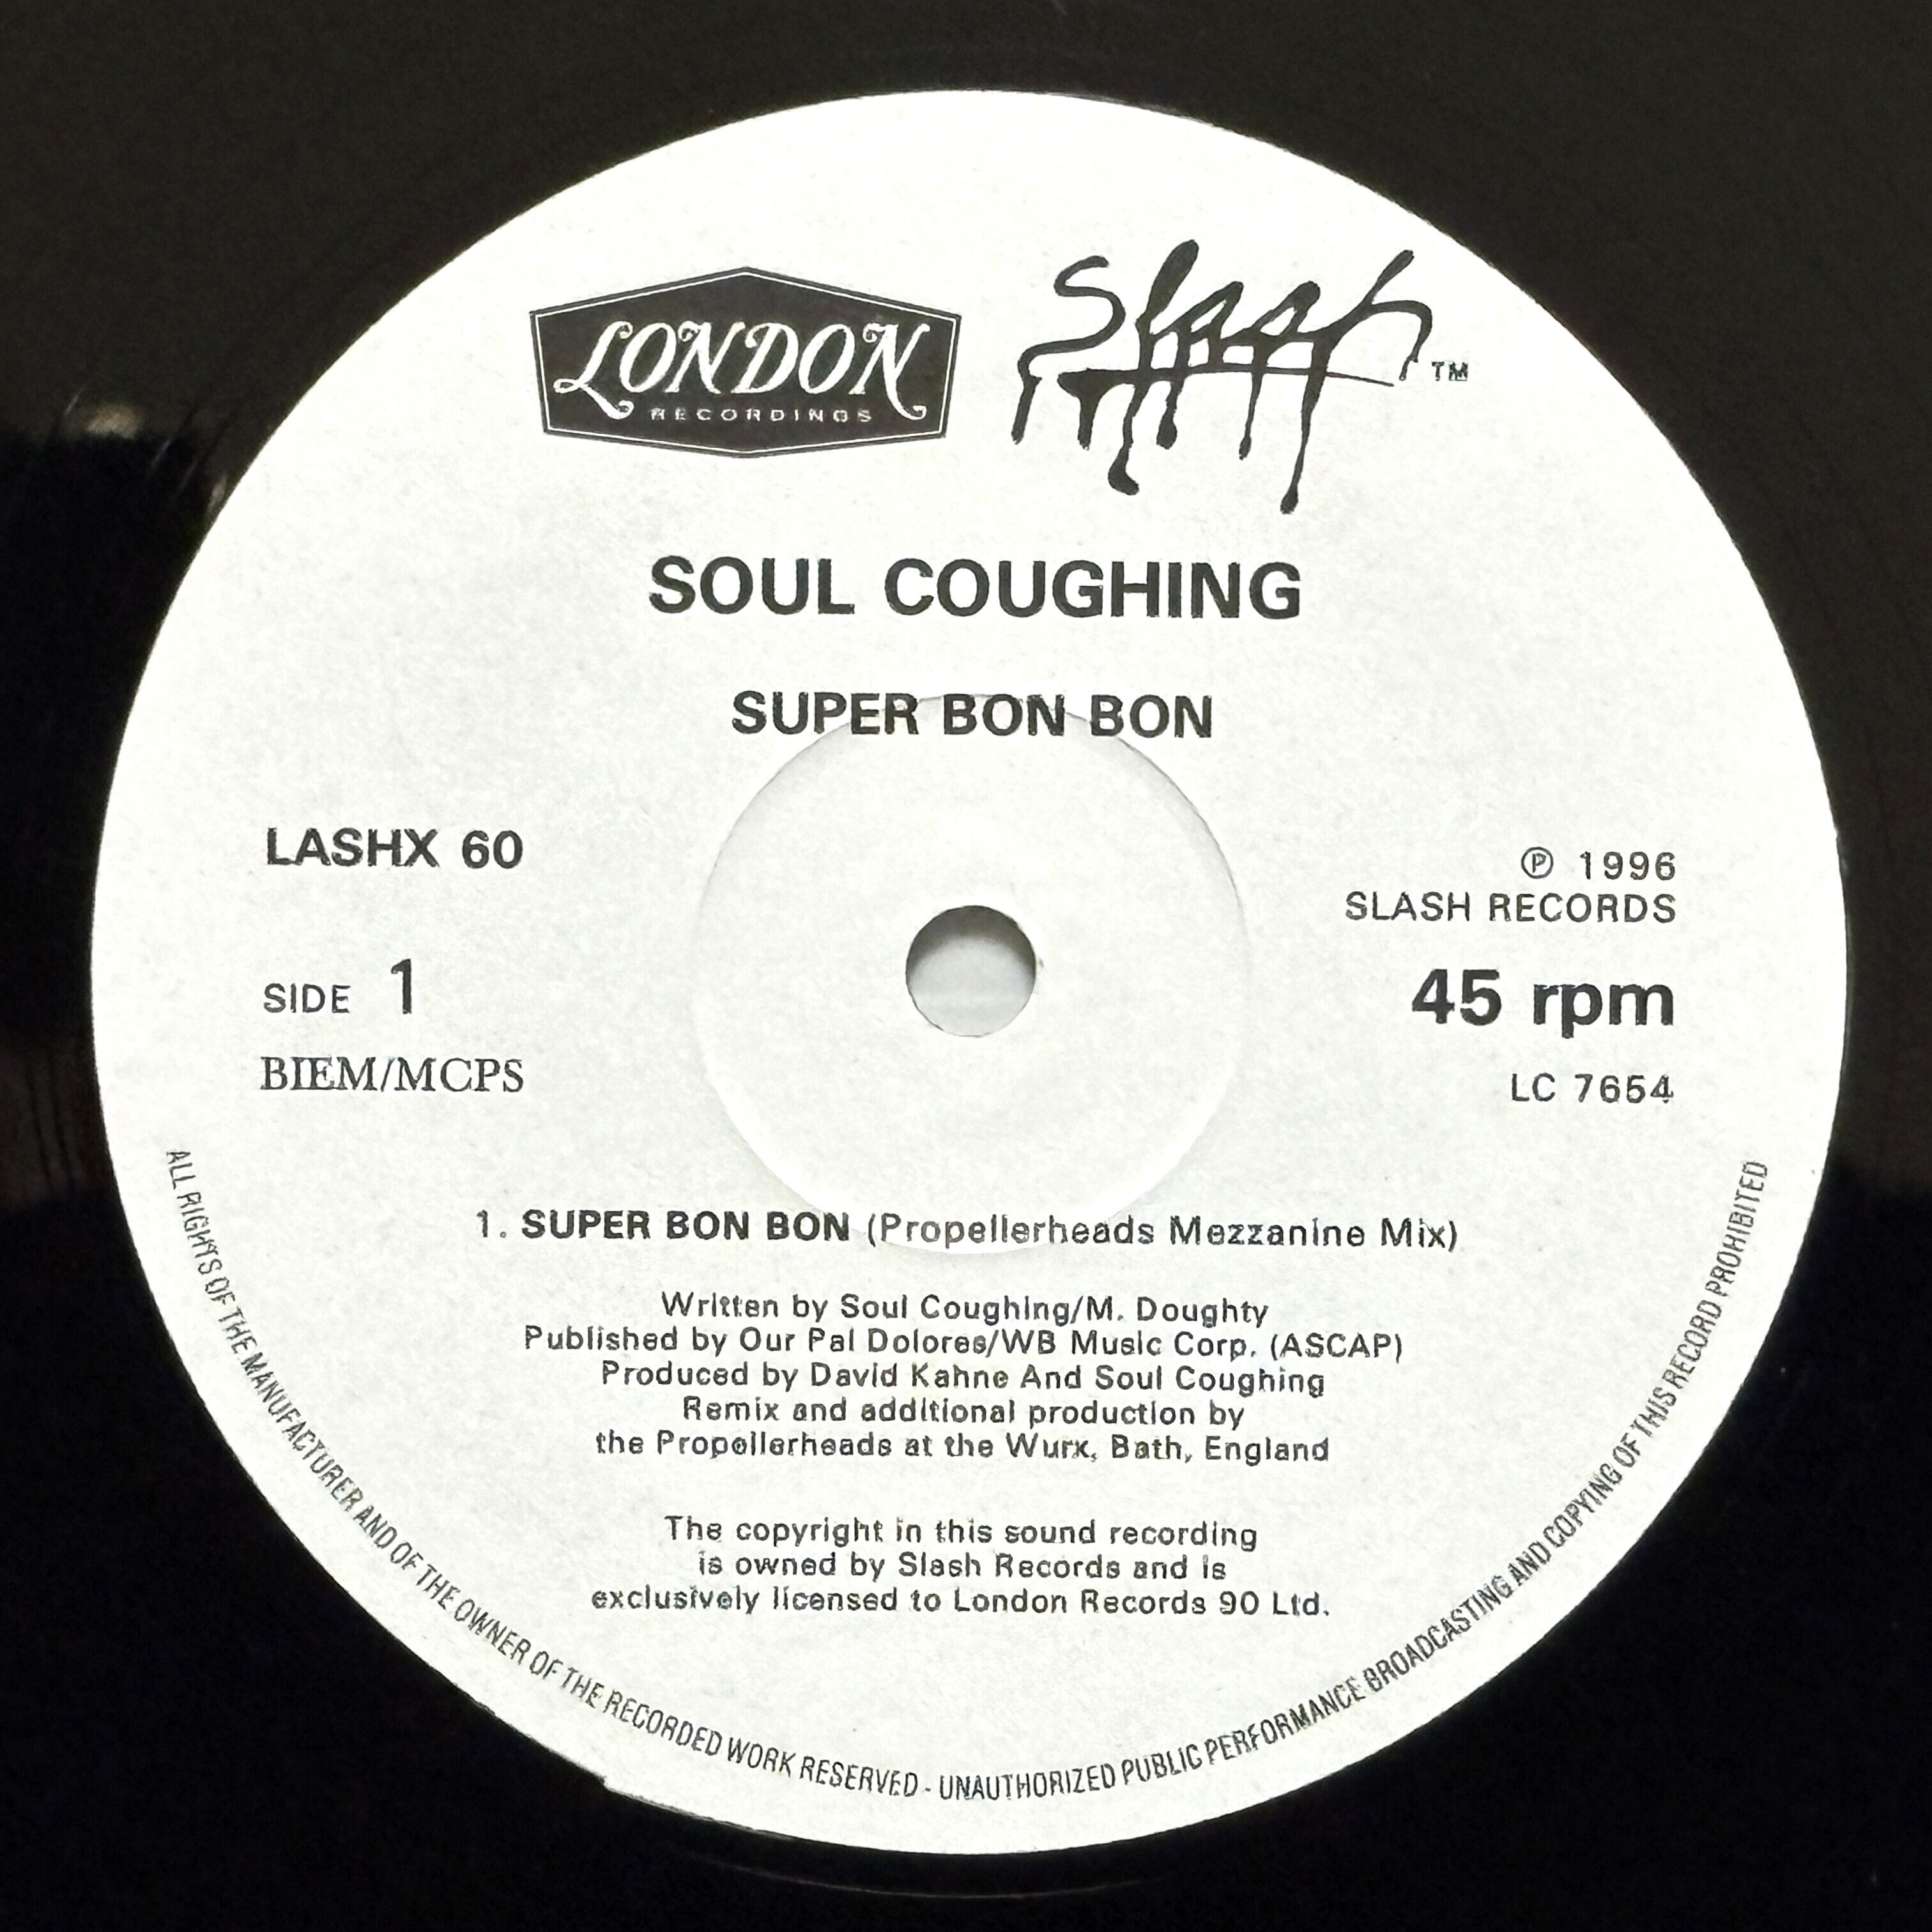 LONDON
RECORDINGS
Slash™
SOUL COUGHING
SUPER BON BON
LASHX 60
SIDE 1
BIEM/MCPS
℗ 1996
SLASH RECORDS
45 rpm
LC 7654
1. SUPER BON BON (Propellerheads Mezzanine Mix)
Written by Soul Coughing/M. Doughty
Published by Our Pal Dolores/WB Music Corp. (ASCAP)
Produced by David Kahne And Soul Coughing
Remix and additional production by
the Propellerheads at the Wurx, Bath, England
The copyright in this sound recording
is owned by Slash Records and is
exclusively licensed to London Records 90 Ltd.
ALL RIGHTS OF THE MANUFACTURER AND OF THE OWNER OF THE RECORDED WORK RESERVED - UNAUTHORIZED PUBLIC PERFORMANCE BROADCASTING AND COPYING OF THIS RECORD PROHIBITED